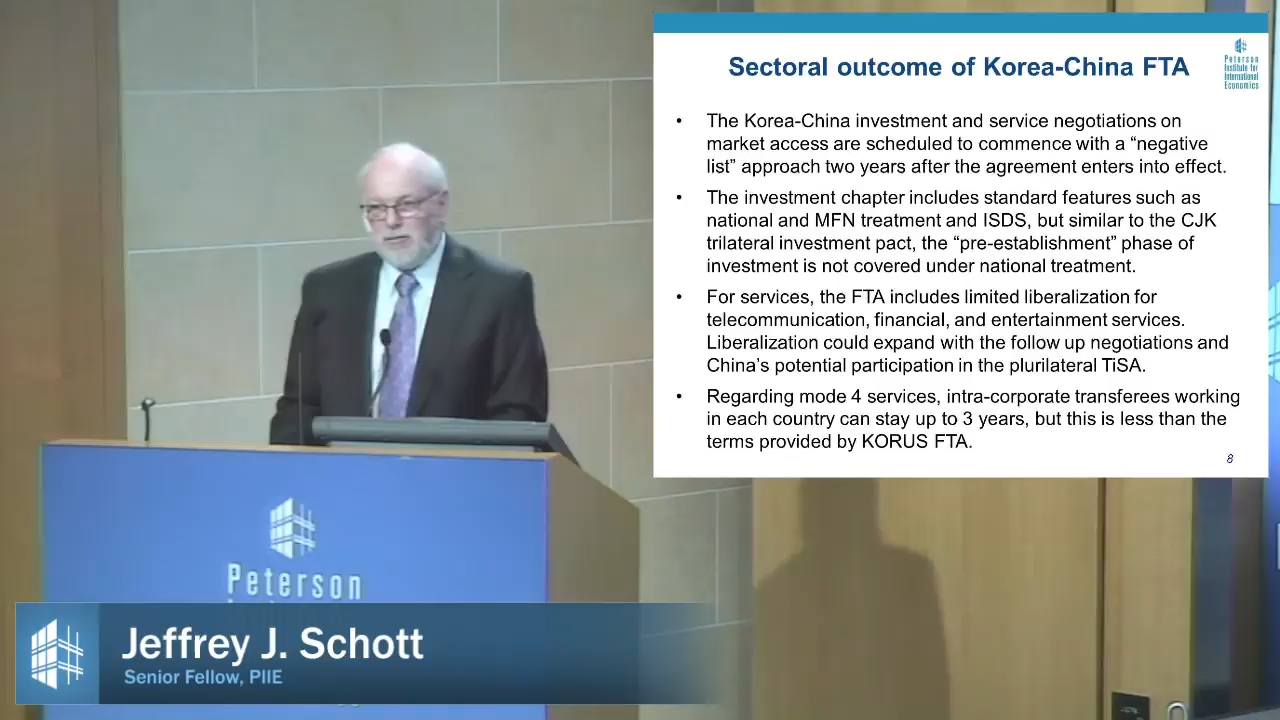 Sectoral outcome of Korea-China FTA
Peterson
Institute for
International
Economics
• The Korea-China investment and service negotiations on
market access are scheduled to commence with a “negative
list” approach two years after the agreement enters into effect.
• The investment chapter includes standard features such as
national and MFN treatment and ISDS, but similar to the CJK
trilateral investment pact, the “pre-establishment” phase of
investment is not covered under national treatment.
• For services, the FTA includes limited liberalization for
telecommunication, financial, and entertainment services.
Liberalization could expand with the follow up negotiations and
China’s potential participation in the plurilateral TiSA.
• Regarding mode 4 services, intra-corporate transferees working
in each country can stay up to 3 years, but this is less than the
terms provided by KORUS FTA.
8
Peterson
Jeffrey J. Schott
Senior Fellow, PIIE